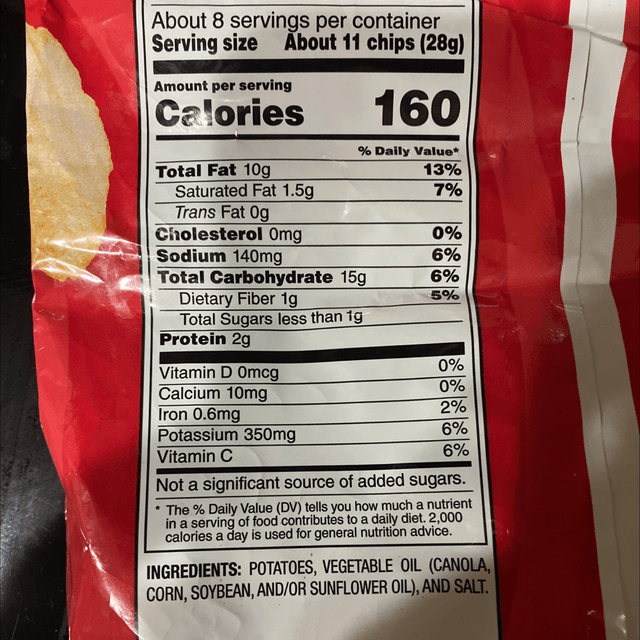 About 8 servings per container
Serving size About 11 chips (28g)
Amount per serving
Calories 160
% Daily Value*
Total Fat 10g 13%
Saturated Fat 1.5g 7%
Trans Fat 0g
Cholesterol 0mg 0%
Sodium 140mg 6%
Total Carbohydrate 15g 6%
Dietary Fiber 1g 5%
Total Sugars less than 1g
Protein 2g
Vitamin D 0mcg 0%
Calcium 10mg 0%
Iron 0.6mg 2%
Potassium 350mg 6%
Vitamin C 6%
Not a significant source of added sugars.
* The % Daily Value (DV) tells you how much a nutrient
in a serving of food contributes to a daily diet. 2,000
calories a day is used for general nutrition advice.
INGREDIENTS: POTATOES, VEGETABLE OIL (CANOLA,
CORN, SOYBEAN, AND/OR SUNFLOWER OIL), AND SALT.